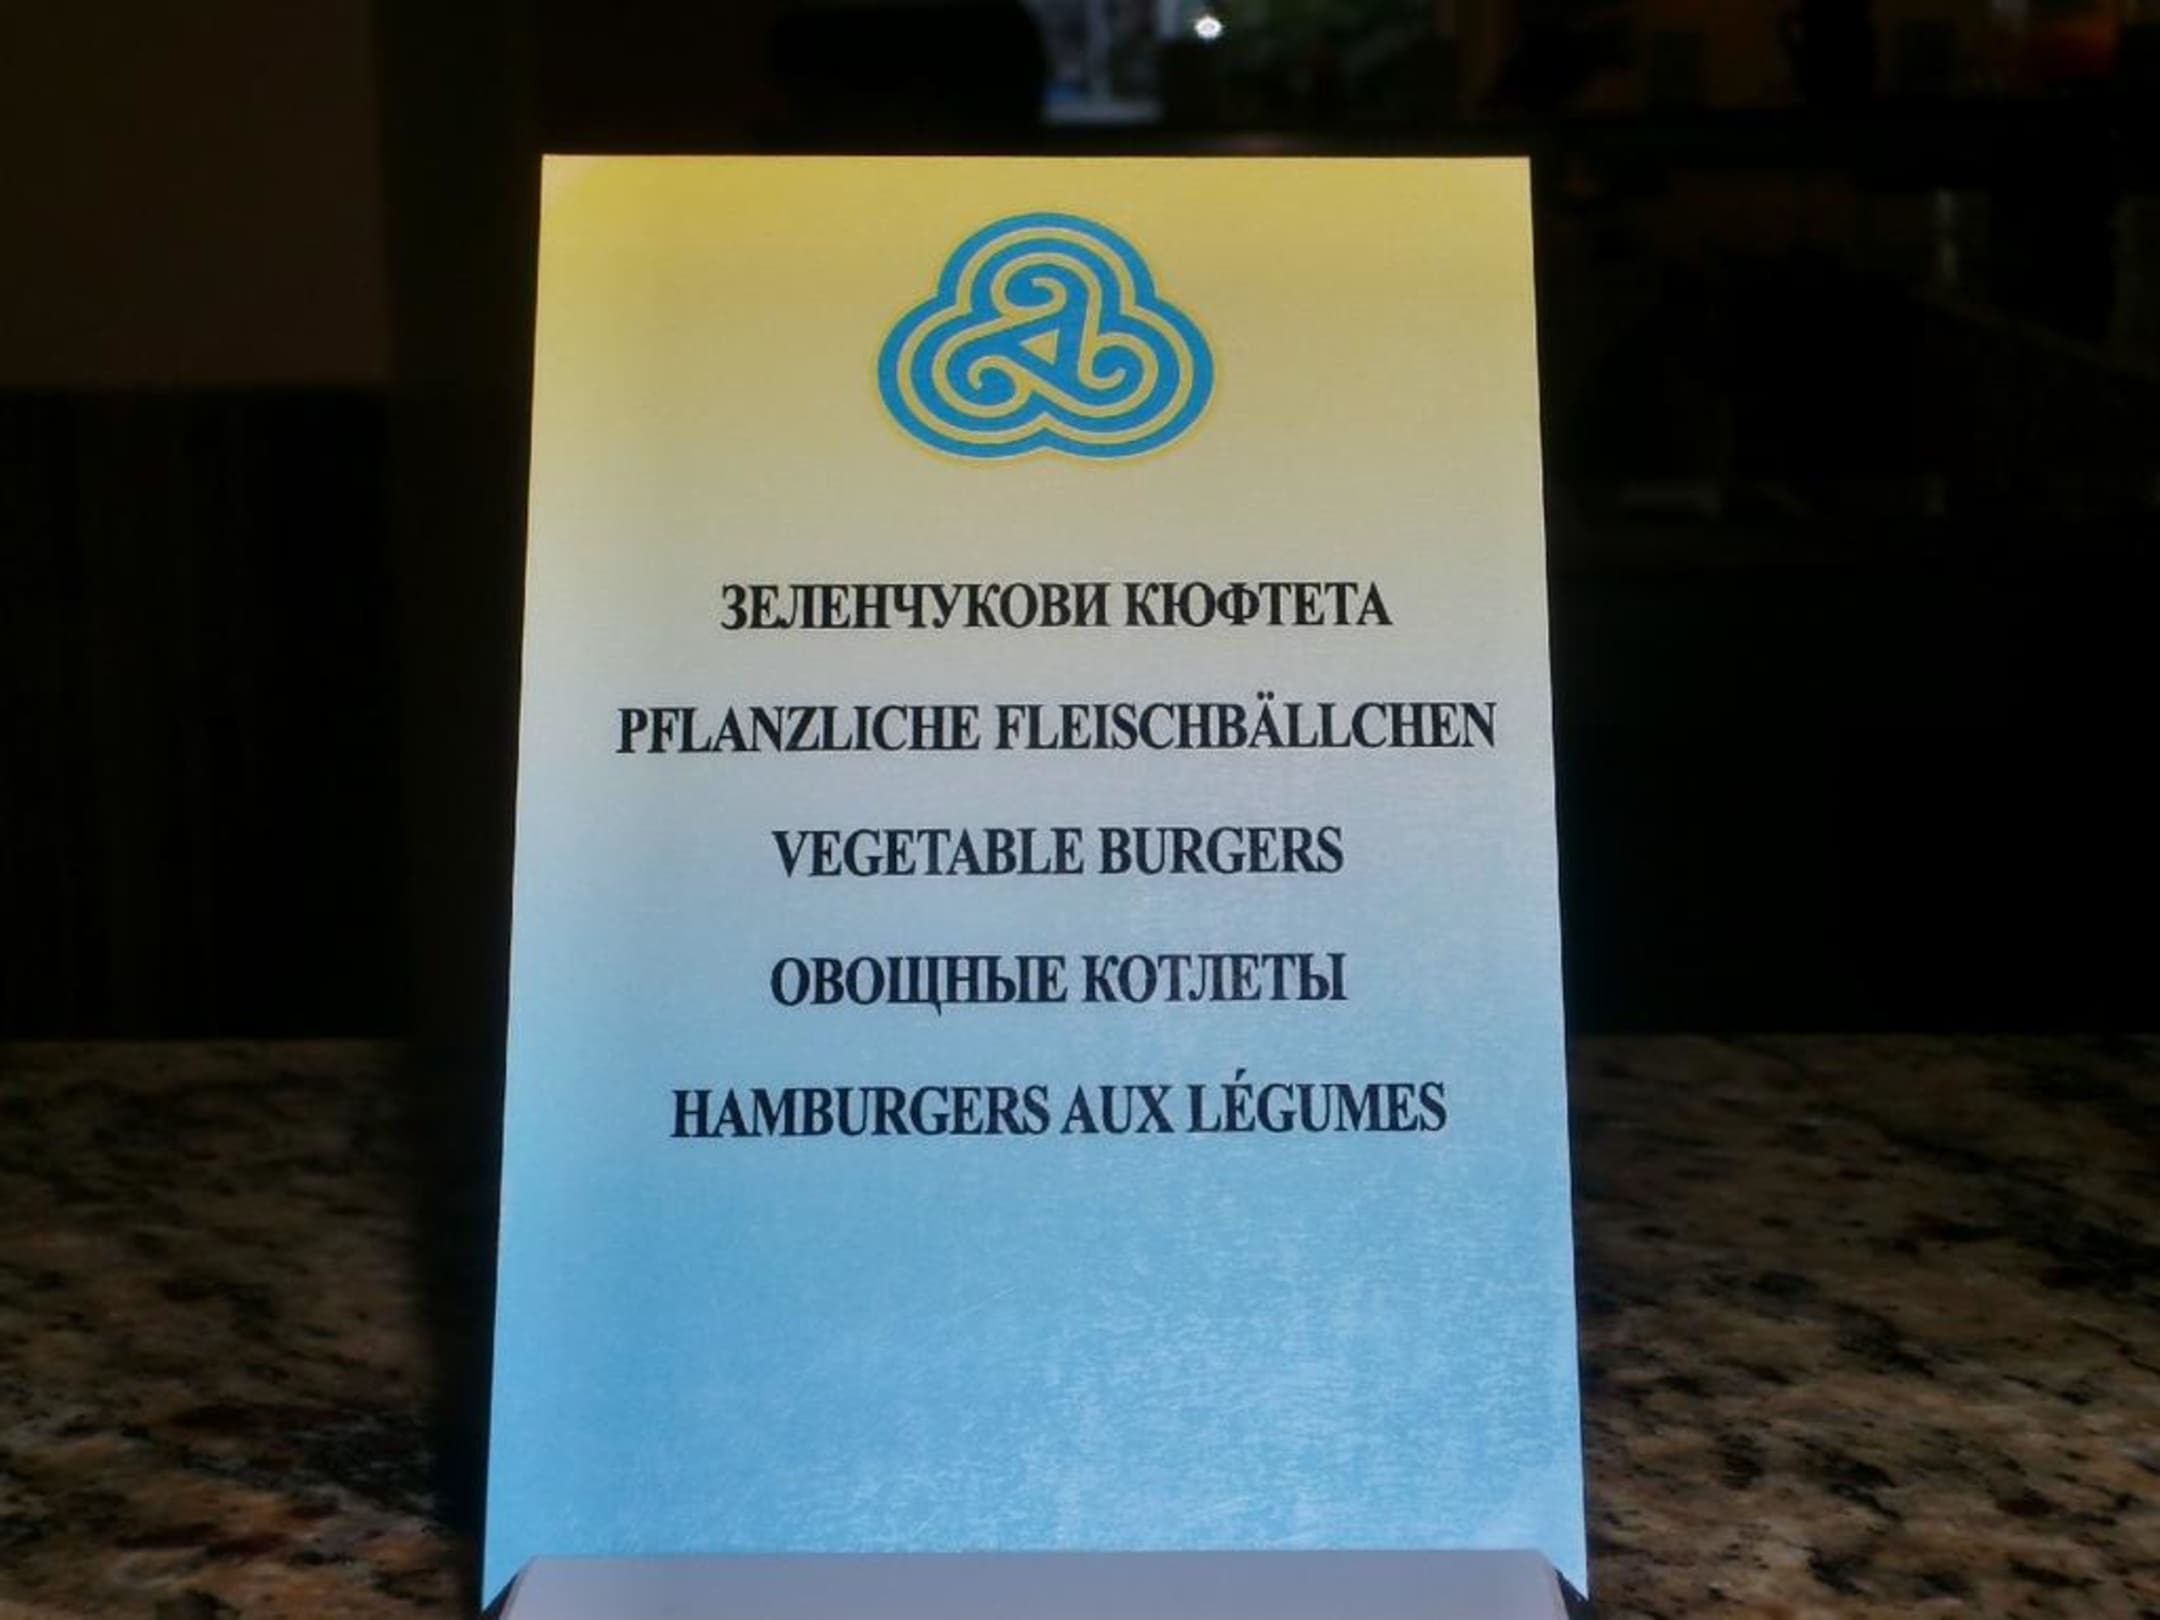 ЗЕЛЕНЧУКОВИ КЮФТЕТА
PFLANZLICHE FLEISCHBÄLLCHEN
VEGETABLE BURGERS
ОВОЩНЫЕ КОТЛЕТЫ
HAMBURGERS AUX LÉGUMES